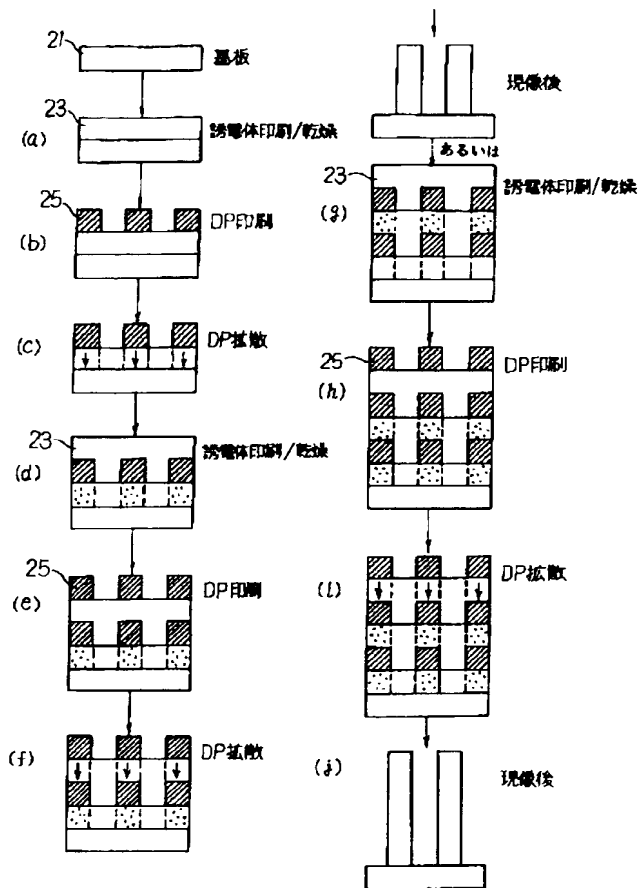 21
基板
23
(a)
誘電体印刷/乾燥
25
(b)
DP印刷
(c)
DP拡散
23
(d)
誘電体印刷/乾燥
25
(e)
DP印刷
(f)
DP拡散
現像後
あるいは
23
(g)
誘電体印刷/乾燥
25
(h)
DP印刷
(i)
DP拡散
(j)
現像後